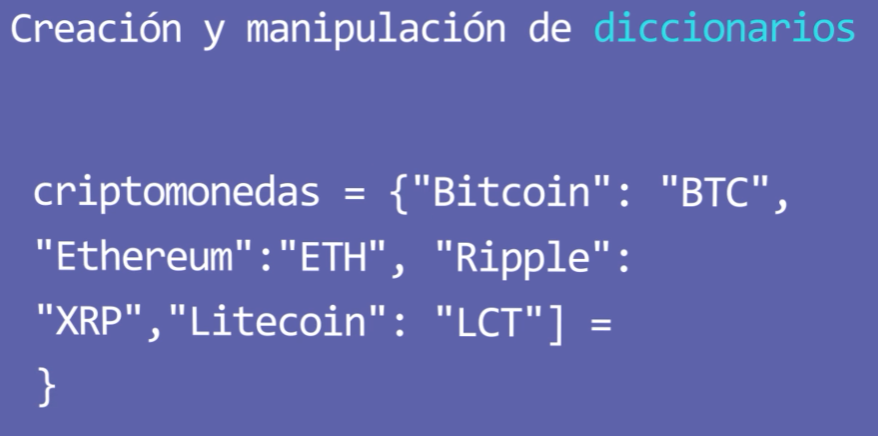 Creación y manipulación de diccionarios
criptomonedas = {"Bitcoin": "BTC",
"Ethereum":"ETH", "Ripple":
"XRP","Litecoin": "LCT"] =
}